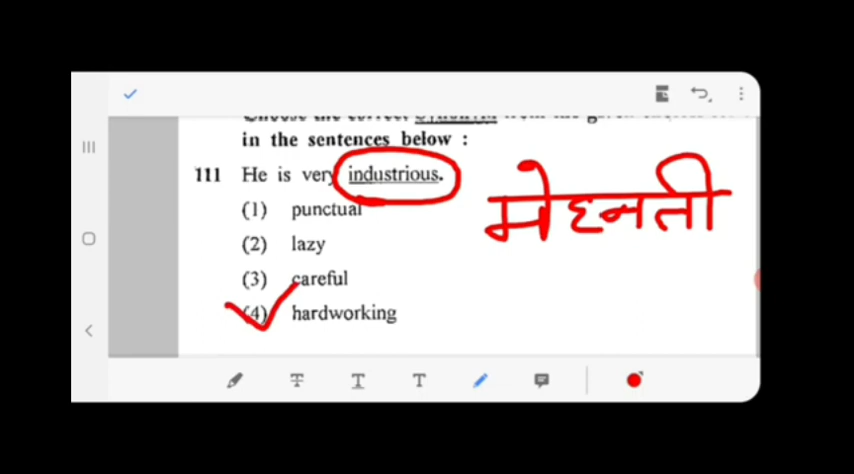 in the sentences below :
111 He is very industrious.
मेहनती
(1) punctual
(2) lazy
(3) careful
(4) hardworking
T T T